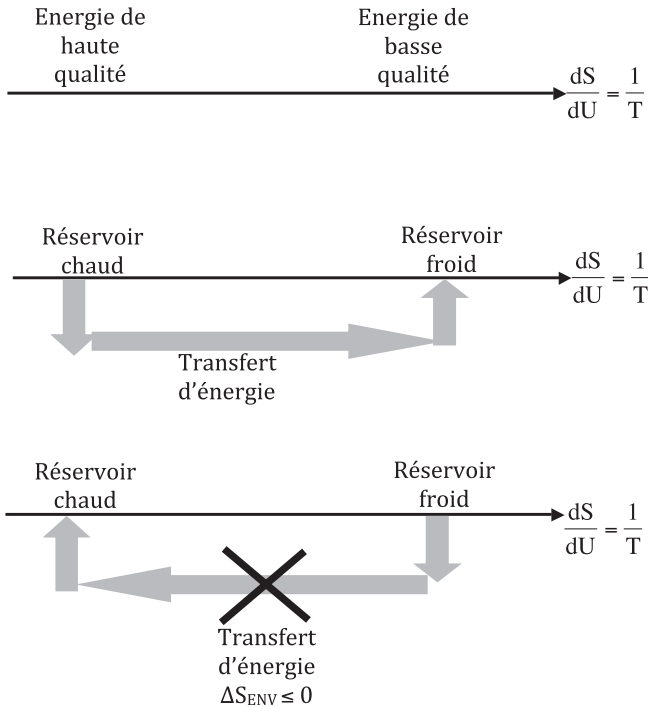 Energie de
haute
qualité
Energie de
basse
qualité
dS/dU = 1/T
Réservoir
chaud
Réservoir
froid
dS/dU = 1/T
Transfert
d'énergie
Réservoir
chaud
Réservoir
froid
dS/dU = 1/T
Transfert
d'énergie
ΔS_ENV ≤ 0